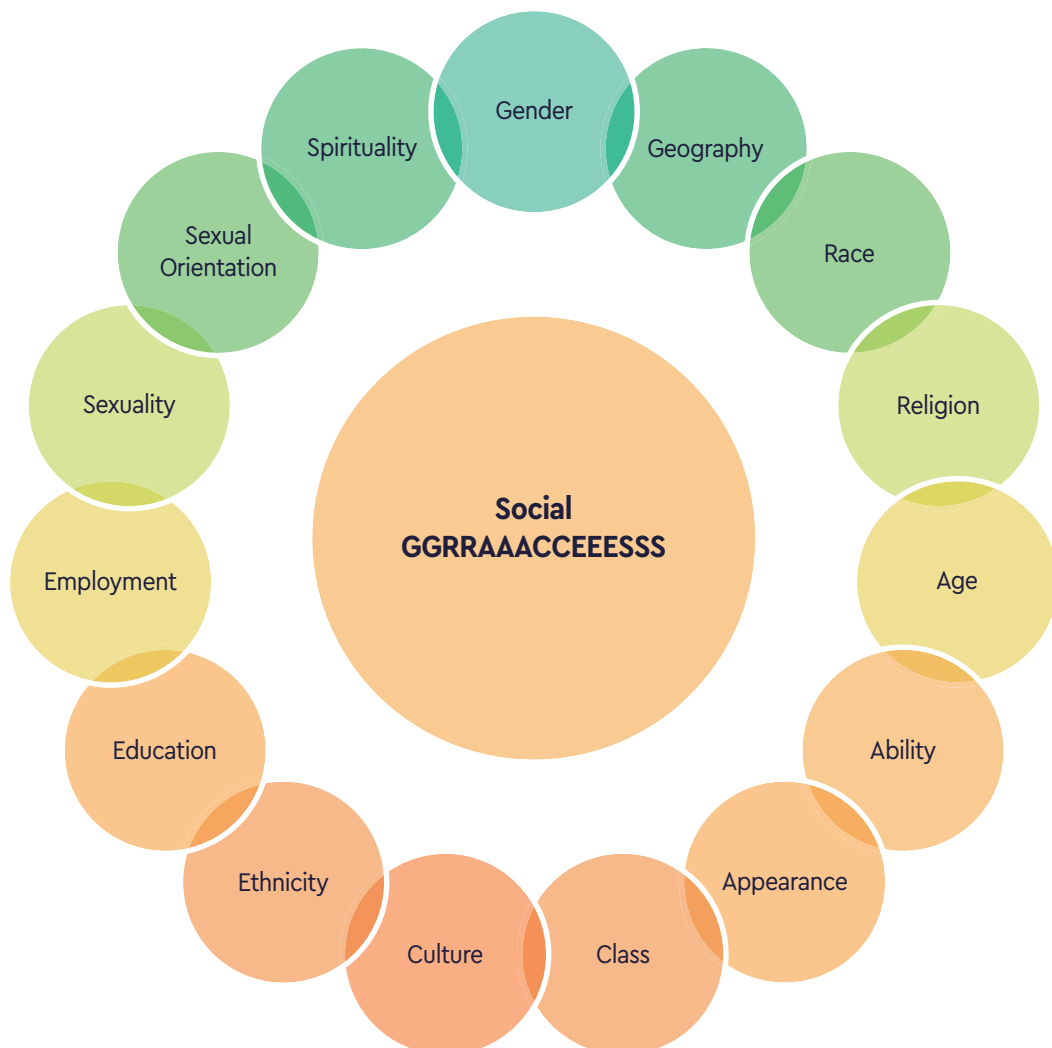 Gender
Geography
Race
Religion
Age
Ability
Appearance
Class
Culture
Ethnicity
Education
Employment
Sexuality
Sexual
Orientation
Spirituality
Social
GGRRAAACCEEESSS